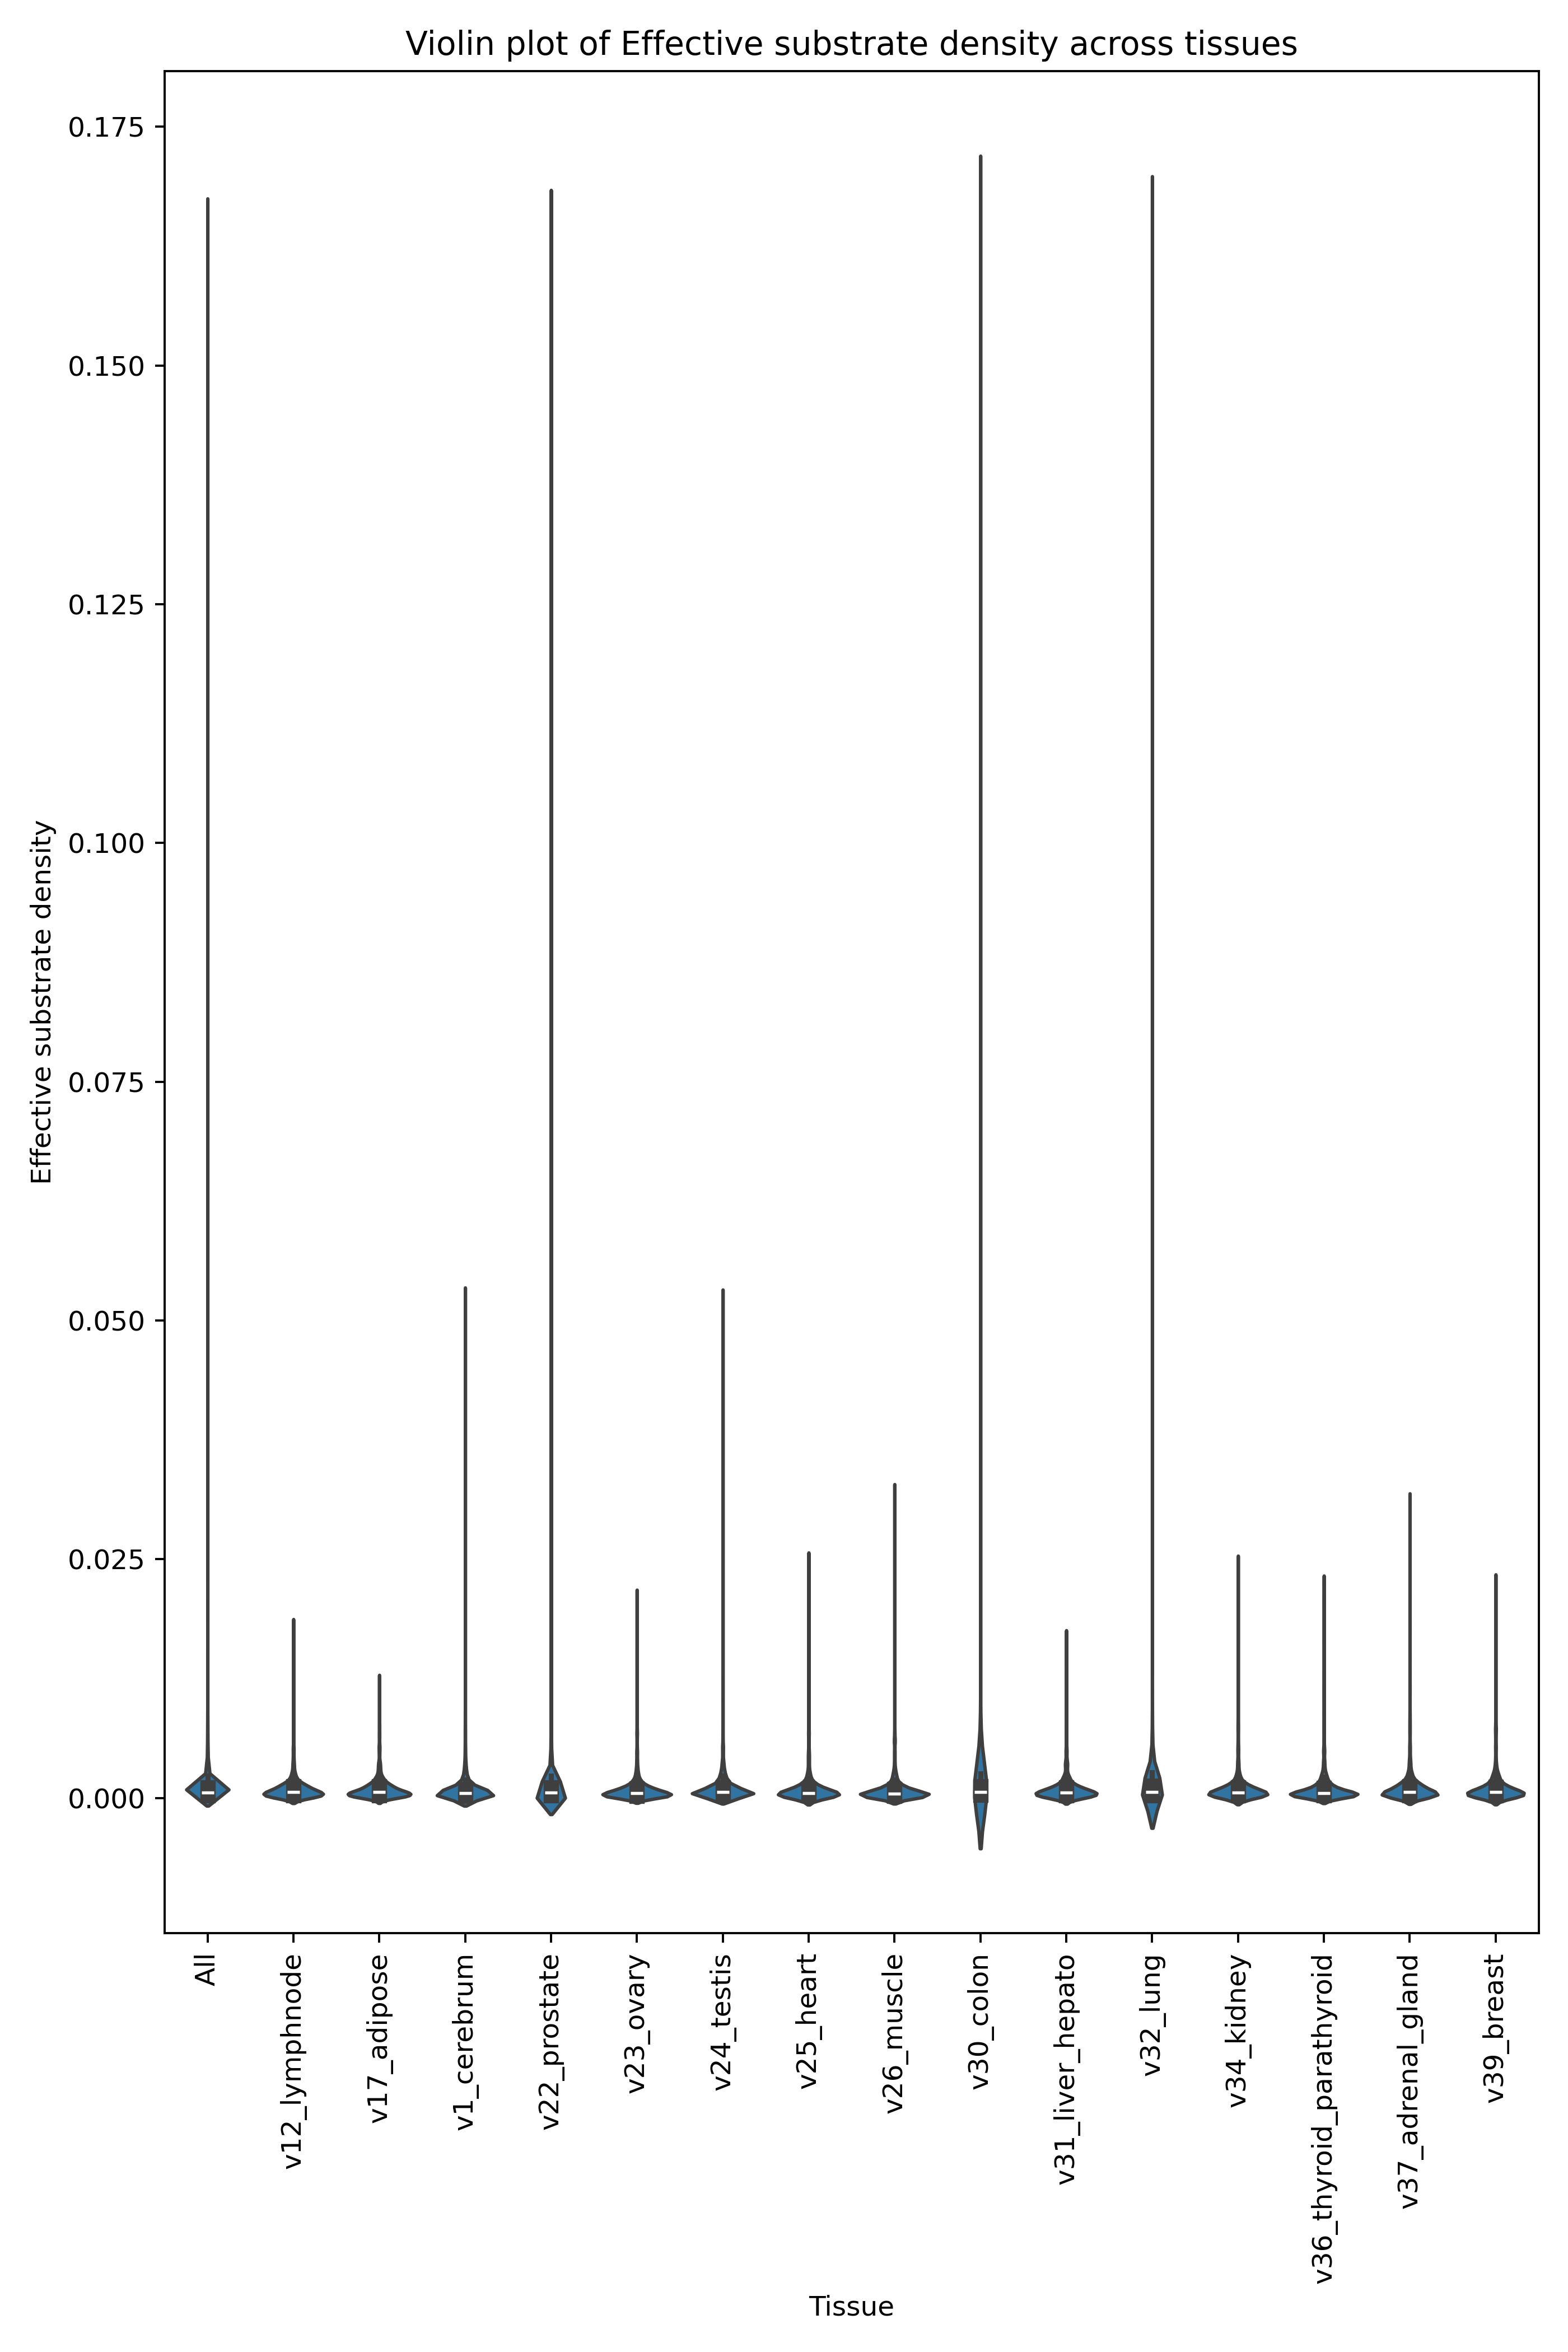 Violin plot of Effective substrate density across tissues
Effective substrate density
0.175
0.150
0.125
0.100
0.075
0.050
0.025
0.000
All
v12_lymphnode
v17_adipose
v1_cerebrum
v22_prostate
v23_ovary
v24_testis
v25_heart
v26_muscle
v30_colon
v31_liver_hepato
v32_lung
v34_kidney
v36_thyroid_parathyroid
v37_adrenal_gland
v39_breast
Tissue